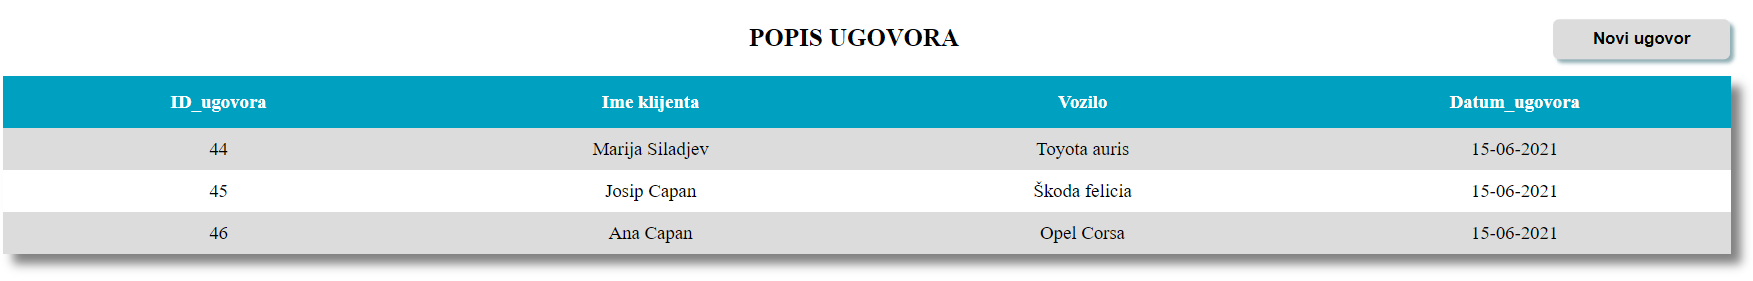 POPIS UGOVORA
Novi ugovor
ID_ugovora Ime klijenta Vozilo Datum_ugovora
44 Marija Siladjev Toyota auris 15-06-2021
45 Josip Capan Škoda felicia 15-06-2021
46 Ana Capan Opel Corsa 15-06-2021